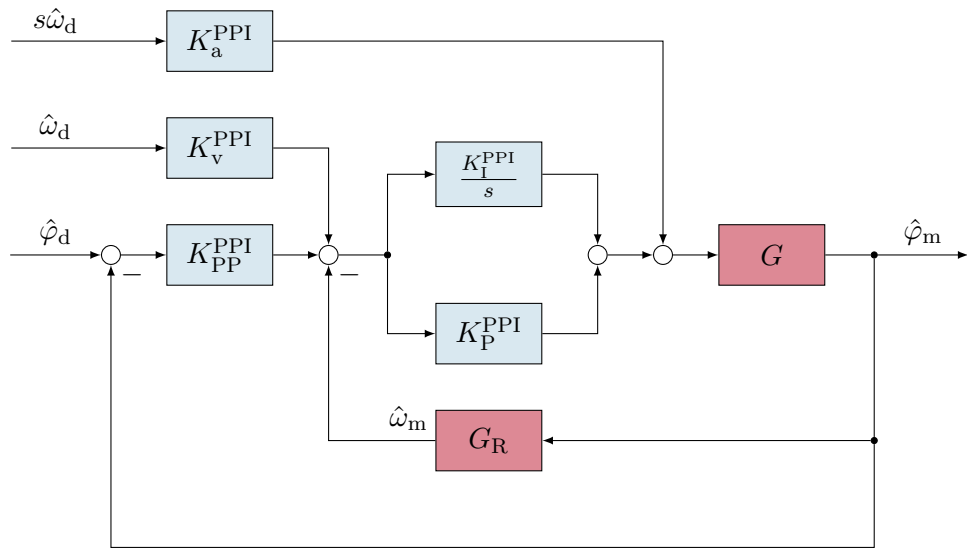 sω̂_d
K_a^PPI
ω̂_d
K_v^PPI
K_I^PPI
s
φ̂_d
−
K_PP^PPI
−
G
φ̂_m
K_P^PPI
ω̂_m
G_R